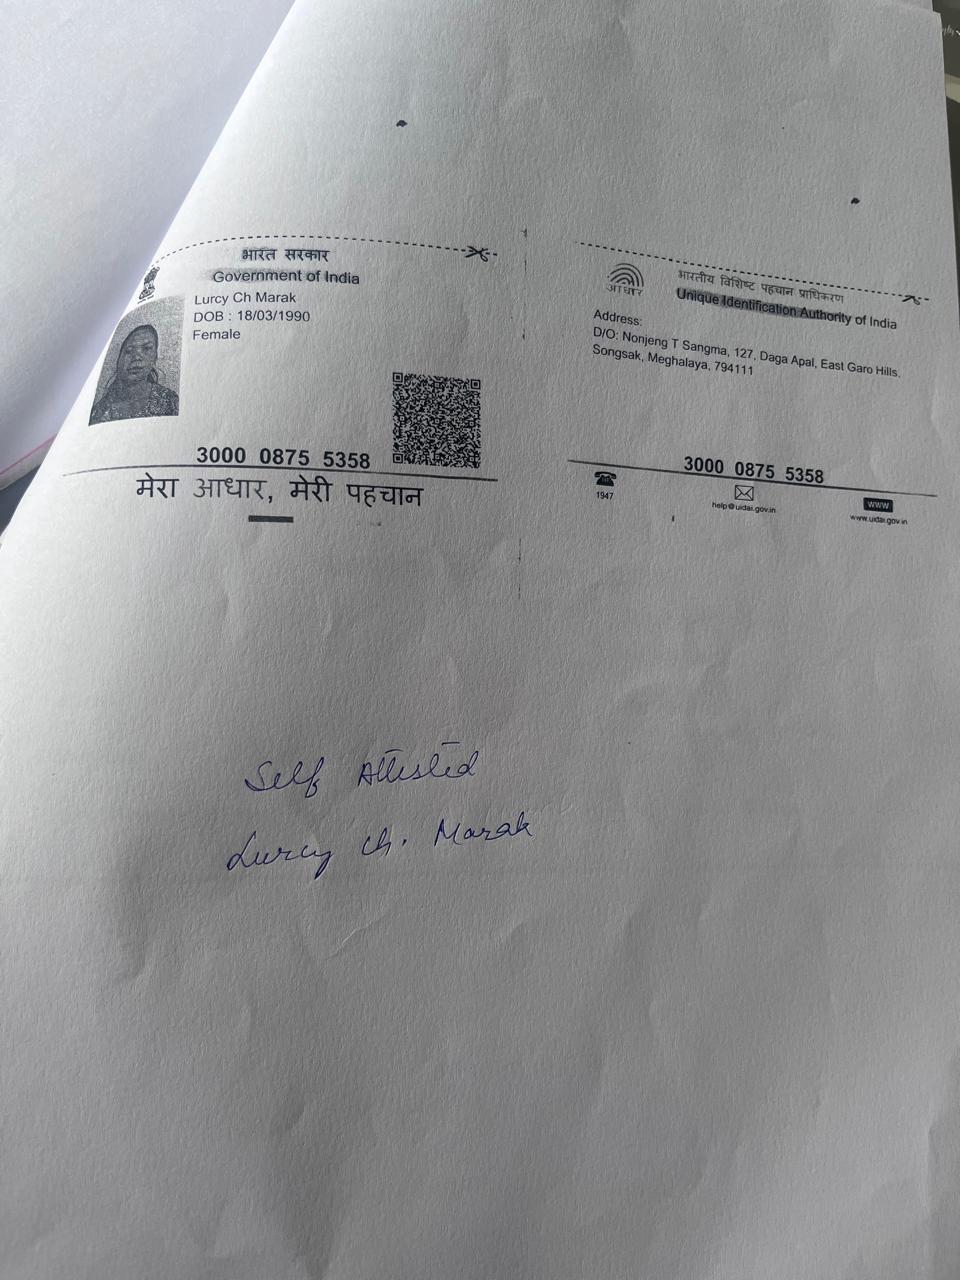 भारत सरकार
Government of India
Lurcy Ch Marak
DOB : 18/03/1990
Female
3000 0875 5358
मेरा आधार, मेरी पहचान
आधार
भारतीय विशिष्ट पहचान प्राधिकरण
Unique Identification Authority of India
Address:
D/O: Nonjeng T Sangma, 127, Daga Apal, East Garo Hills,
Songsak, Meghalaya, 794111
3000 0875 5358
1947
help@uidai.gov.in
www
www.uidai.gov.in
Self Attested
Lurcy Ch. Marak